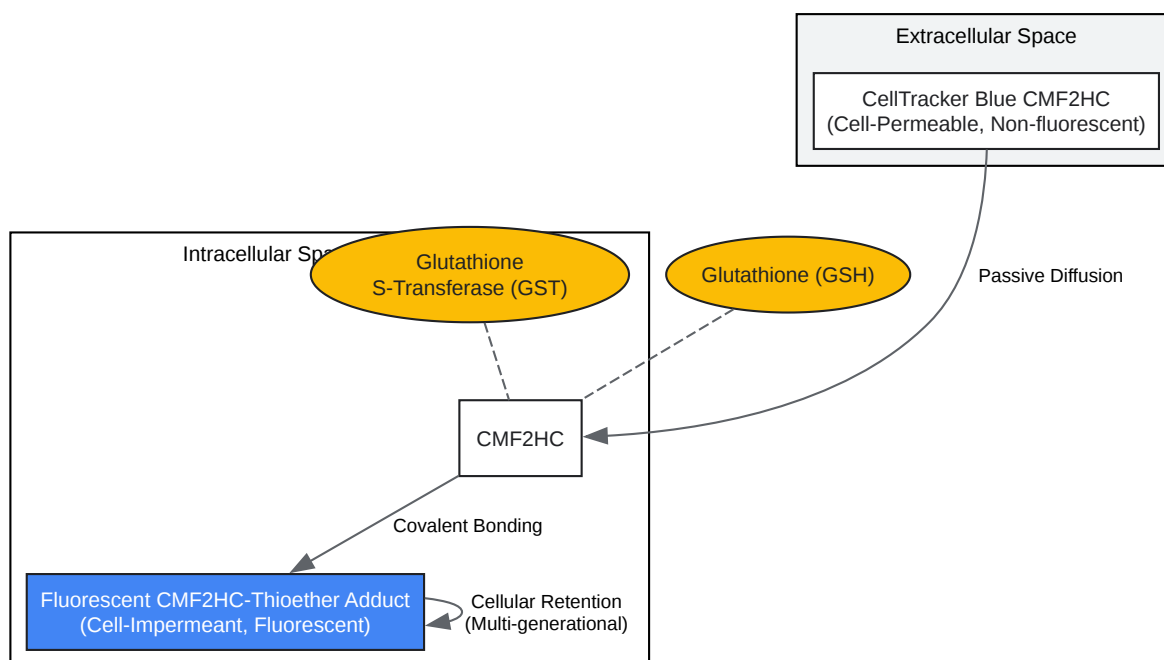 Extracellular Space
CellTracker Blue CMF2HC
(Cell-Permeable, Non-fluorescent)
Intracellular
Glutathione
S-Transferase (GST)
Glutathione (GSH)
Passive Diffusion
CMF2HC
Covalent Bonding
Fluorescent CMF2HC-Thioether Adduct
(Cell-Impermeant, Fluorescent)
Cellular Retention
(Multi-generational)